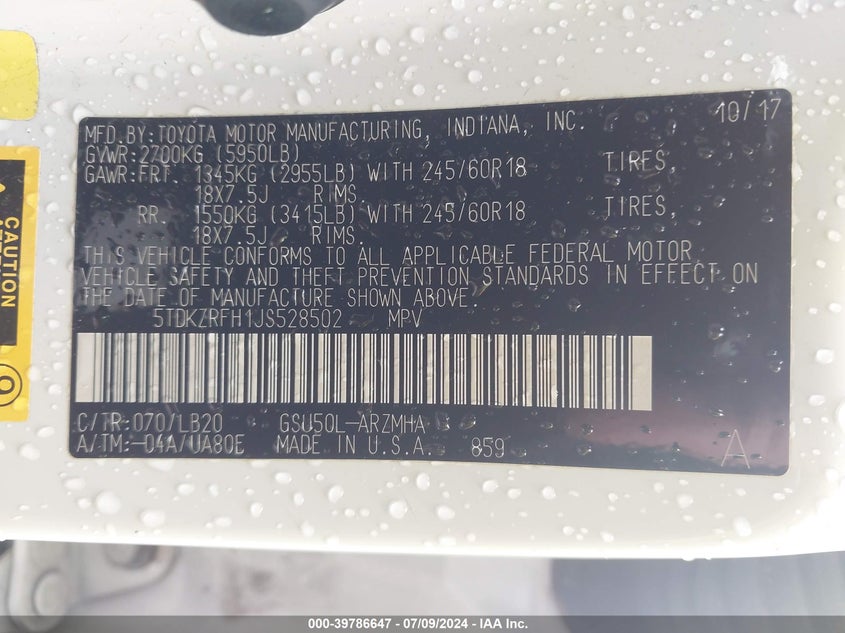 10/17
MFD.BY:TOYOTA MOTOR MANUFACTURING, INDIANA, INC.
GVWR:2700KG (5950LB)
GAWR:FRT. 1345KG (2955LB) WITH 245/60R18 TIRES,
18X7.5J RIMS.
RR. 1550KG (3415LB) WITH 245/60R18 TIRES,
18X7.5J RIMS.
THIS VEHICLE CONFORMS TO ALL APPLICABLE FEDERAL MOTOR
VEHICLE SAFETY AND THEFT PREVENTION STANDARDS IN EFFECT ON
THE DATE OF MANUFACTURE SHOWN ABOVE.
5TDKZRFH1JS528502 MPV
C/TR:070/LB20 GSU50L-ARZMHA
A/TM:-04A/UA80E MADE IN U.S.A. 859 A
CAUTION
000-39786647 - 07/09/2024 - IAA Inc.